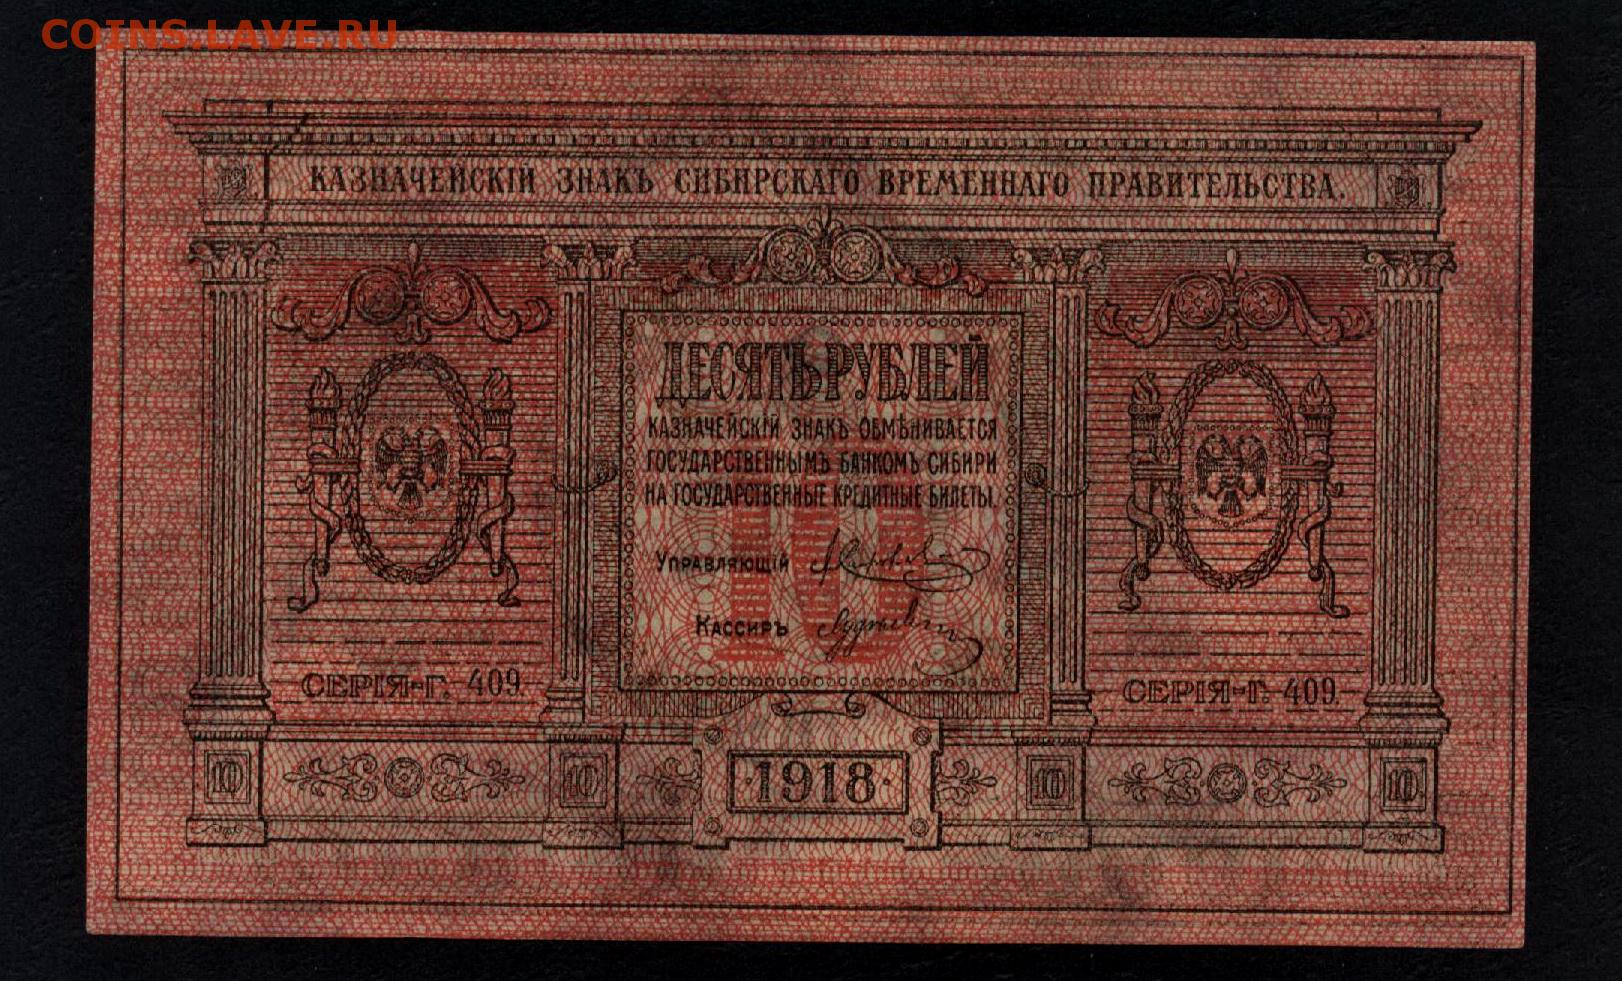 COINS.LAVE.RU
КАЗНАЧЕЙСКІЙ ЗНАКЪ СИБИРСКАГО ВРЕМЕННАГО ПРАВИТЕЛЬСТВА.
ДЕСЯТЬ РУБЛЕЙ
КАЗНАЧЕЙСКІЙ ЗНАКЪ ОБМѢНИВАЕТСЯ
ГОСУДАРСТВЕННЫМЪ БАНКОМЪ СИБИРИ
НА ГОСУДАРСТВЕННЫЕ КРЕДИТНЫЕ БИЛЕТЫ.
10
УПРАВЛЯЮЩІЙ
КАССИРЪ
СЕРІЯ-Г. 409.
СЕРІЯ-Г. 409.
10 10 ·1918· 10 10